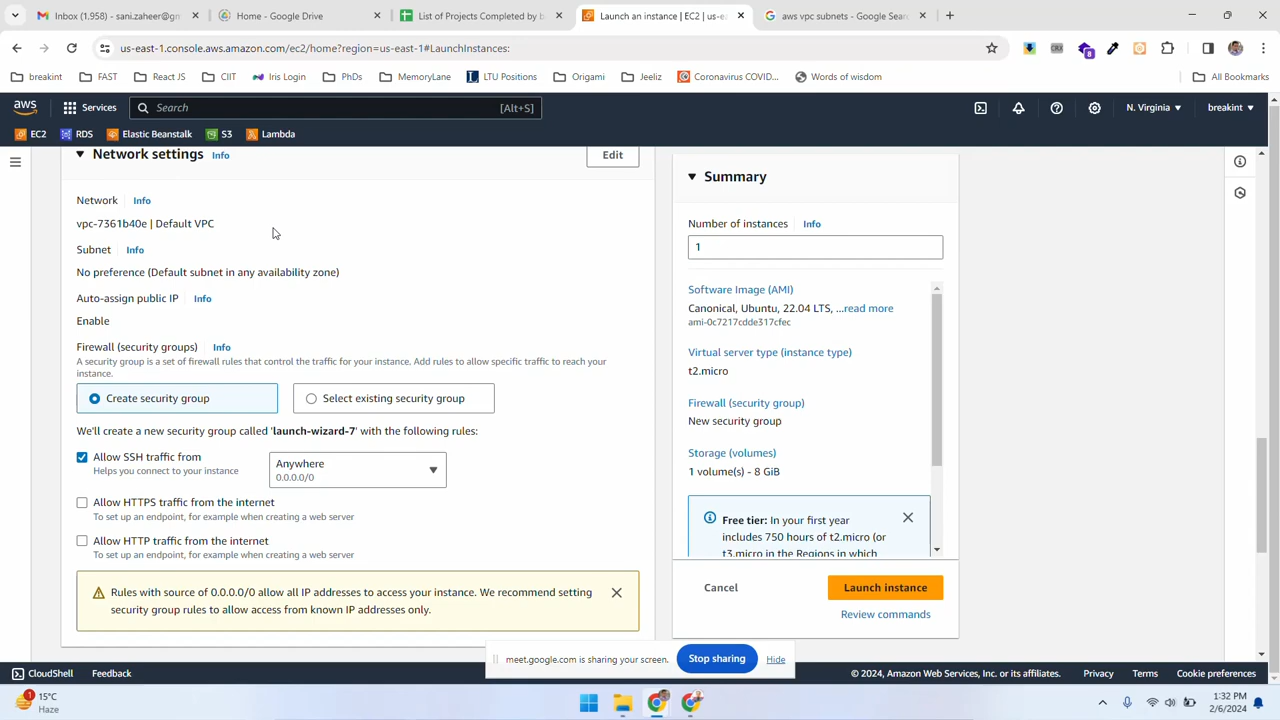 Inbox (1,958) - sani.zaheer@gm
Home - Google Drive
List of Projects Completed by b
Launch an instance | EC2 | us-e
aws vpc subnets - Google Sear
us-east-1.console.aws.amazon.com/ec2/home?region=us-east-1#LaunchInstances:
breakint
FAST
React JS
CIIT
Iris Login
PhDs
MemoryLane
LTU Positions
Origami
Jeeliz
Coronavirus COVID...
Words of wisdom
All Bookmarks
aws
Services
Search
[Alt+S]
N. Virginia
breakint
EC2
RDS
Elastic Beanstalk
S3
Lambda
Network settings Info
Edit
Network Info
vpc-7361b40e | Default VPC
Subnet Info
No preference (Default subnet in any availability zone)
Auto-assign public IP Info
Enable
Firewall (security groups) Info
A security group is a set of firewall rules that control the traffic for your instance. Add rules to allow specific traffic to reach your
instance.
Create security group
Select existing security group
We'll create a new security group called 'launch-wizard-7' with the following rules:
Allow SSH traffic from
Helps you connect to your instance
Anywhere
0.0.0.0/0
Allow HTTPS traffic from the internet
To set up an endpoint, for example when creating a web server
Allow HTTP traffic from the internet
To set up an endpoint, for example when creating a web server
Rules with source of 0.0.0.0/0 allow all IP addresses to access your instance. We recommend setting
security group rules to allow access from known IP addresses only.
Summary
Number of instances Info
1
Software Image (AMI)
Canonical, Ubuntu, 22.04 LTS, ...read more
ami-0c7217cdde317cfec
Virtual server type (instance type)
t2.micro
Firewall (security group)
New security group
Storage (volumes)
1 volume(s) - 8 GiB
Free tier: In your first year
includes 750 hours of t2.micro (or
t3.micro in the Regions in which
Cancel
Launch instance
Review commands
meet.google.com is sharing your screen.
Stop sharing
Hide
CloudShell
Feedback
© 2024, Amazon Web Services, Inc. or its affiliates.
Privacy
Terms
Cookie preferences
1
15°C
Haze
1:32 PM
2/6/2024